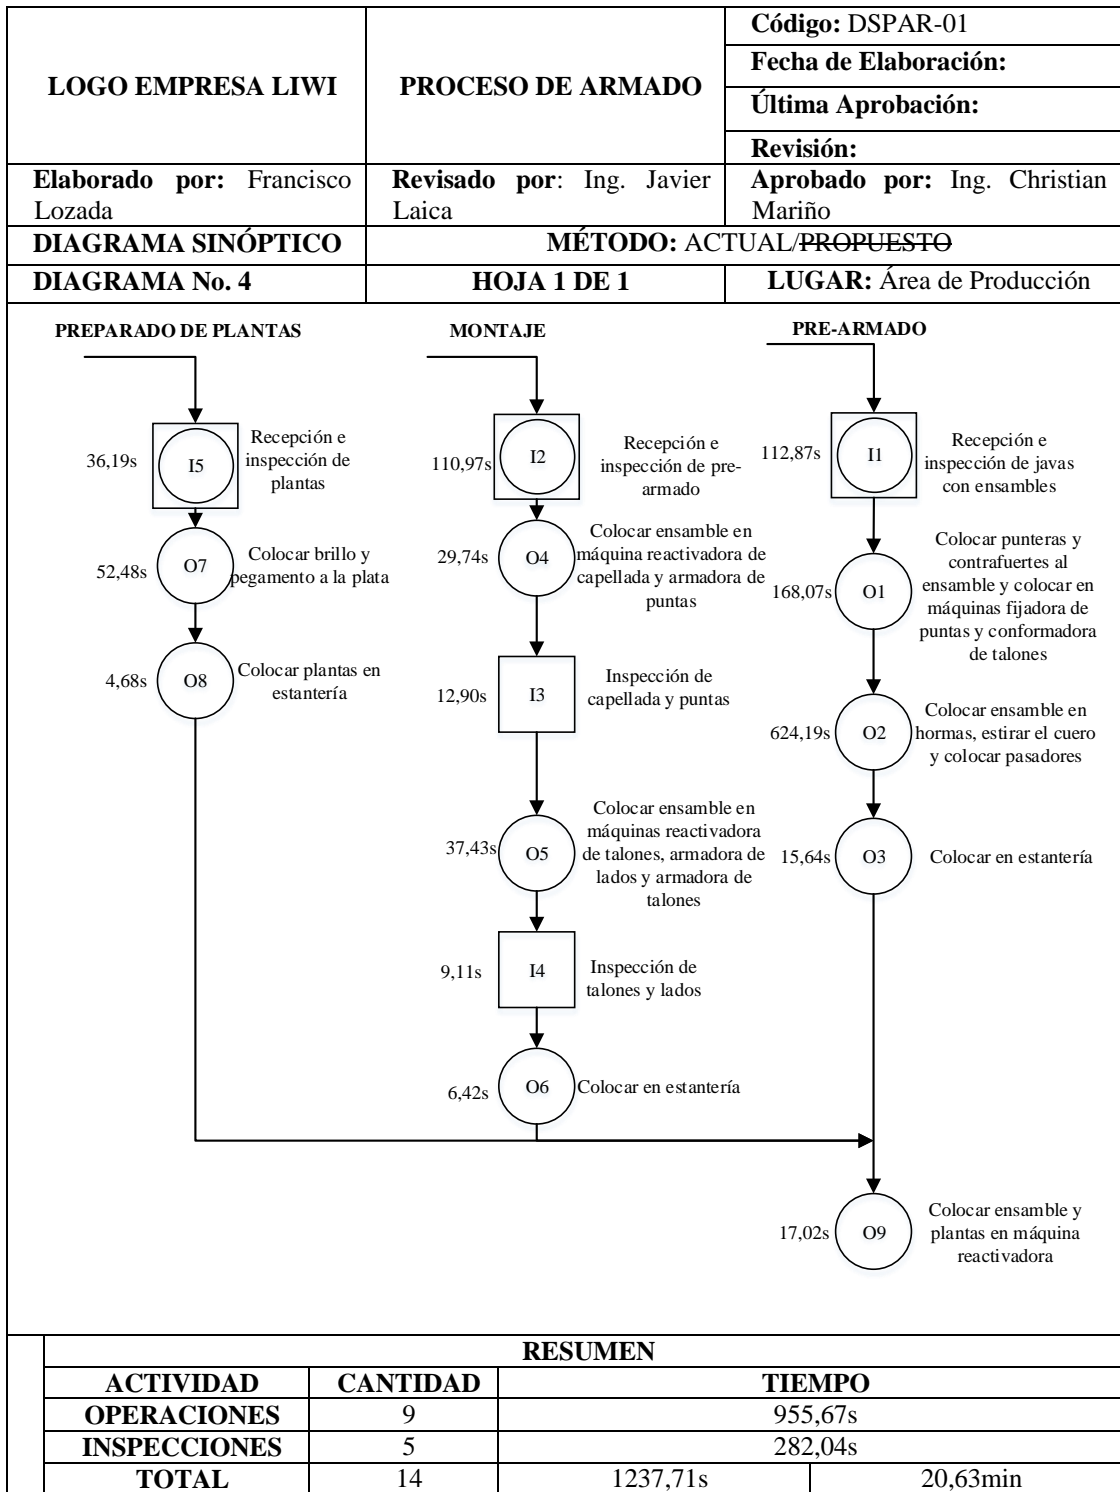 LOGO EMPRESA LIWI
PROCESO DE ARMADO
Código: DSPAR-01
Fecha de Elaboración:
Última Aprobación:
Revisión:
Elaborado por: Francisco
Lozada
Revisado por: Ing. Javier
Laica
Aprobado por: Ing. Christian
Mariño
DIAGRAMA SINÓPTICO
MÉTODO: ACTUAL/PROPUESTO
DIAGRAMA No. 4
HOJA 1 DE 1
LUGAR: Área de Producción
PREPARADO DE PLANTAS
36,19s
I5
Recepción e
inspección de
plantas
52,48s
O7
Colocar brillo y
pegamento a la plata
4,68s
O8
Colocar plantas en
estantería
MONTAJE
110,97s
I2
Recepción e
inspección de pre-
armado
29,74s
O4
Colocar ensamble en
máquina reactivadora de
capellada y armadora de
puntas
12,90s
I3
Inspección de
capellada y puntas
37,43s
O5
Colocar ensamble en
máquinas reactivadora
de talones, armadora de
lados y armadora de
talones
9,11s
I4
Inspección de
talones y lados
6,42s
O6
Colocar en estantería
PRE-ARMADO
112,87s
I1
Recepción e
inspección de javas
con ensambles
168,07s
O1
Colocar punteras y
contrafuertes al
ensamble y colocar en
máquinas fijadora de
puntas y conformadora
de talones
624,19s
O2
Colocar ensamble en
hormas, estirar el cuero
y colocar pasadores
15,64s
O3
Colocar en estantería
17,02s
O9
Colocar ensamble y
plantas en máquina
reactivadora
RESUMEN
ACTIVIDAD CANTIDAD TIEMPO
OPERACIONES 9 955,67s
INSPECCIONES 5 282,04s
TOTAL 14 1237,71s 20,63min